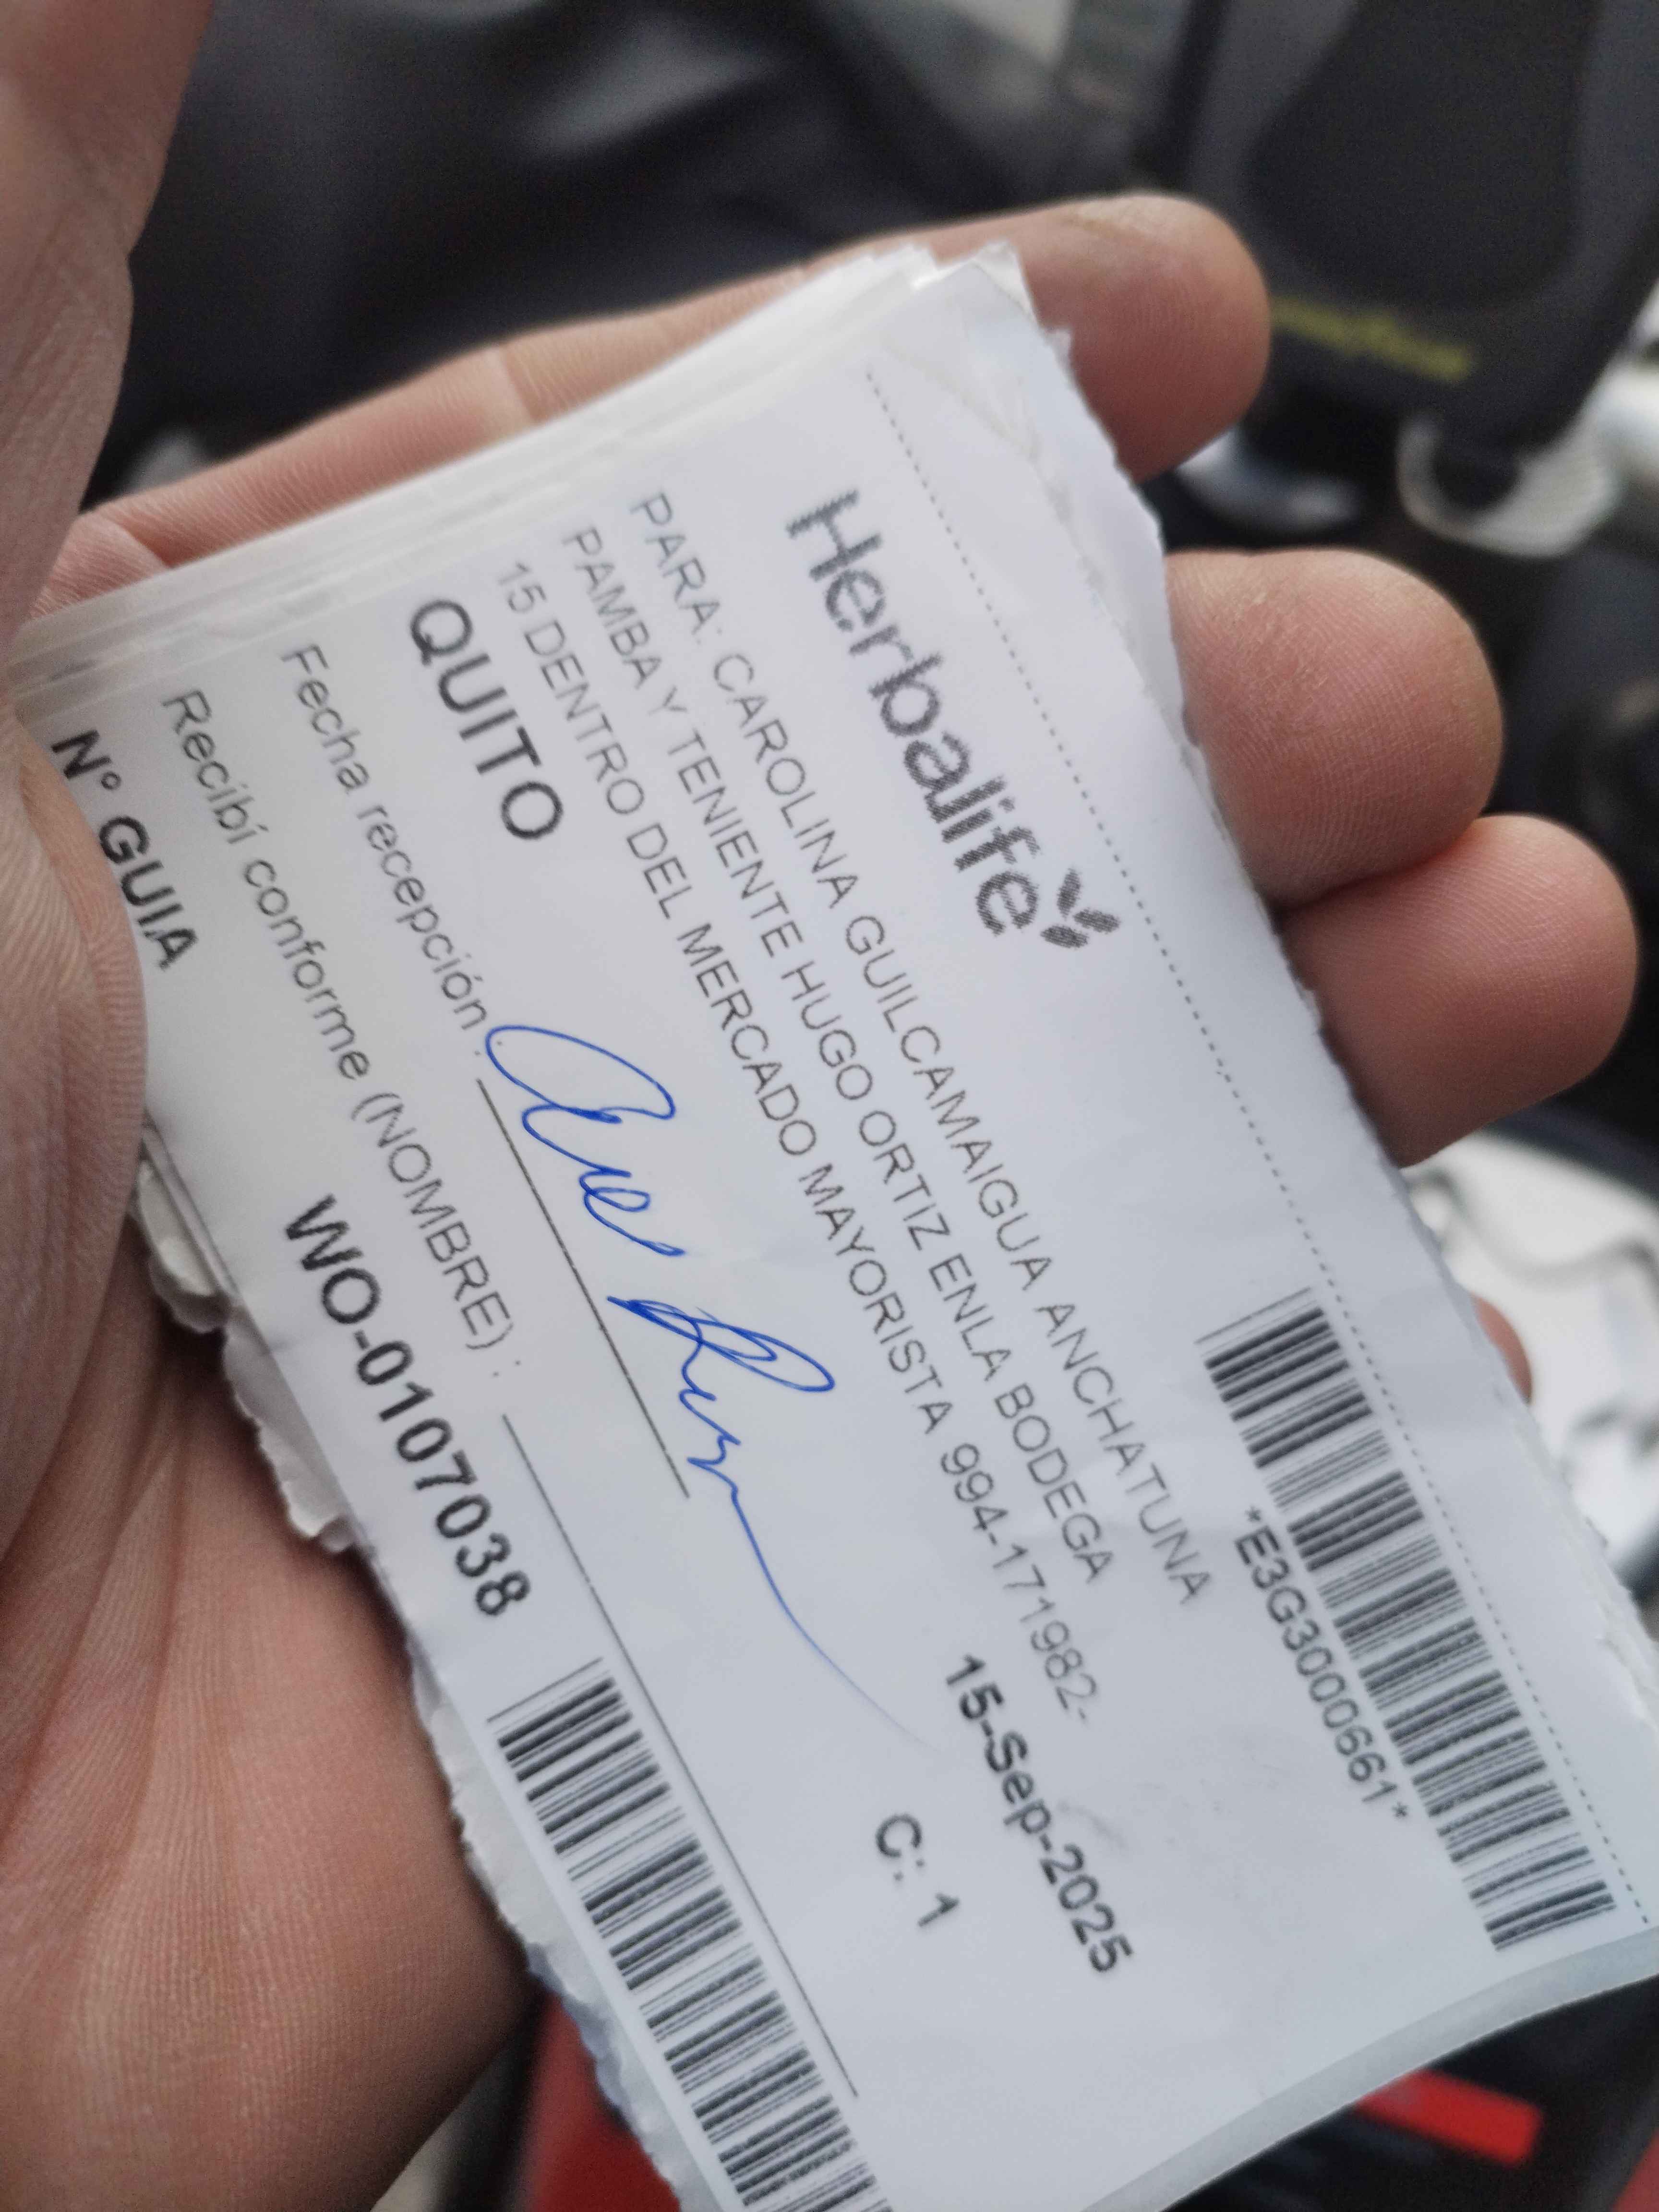 *E3G3000661*
Herbalife
15-Sep-2025
PARA: CAROLINA GUILCAMAIGUA ANCHATUNA
PAMBA Y TENIENTE HUGO ORTIZ ENLA BODEGA
15 DENTRO DEL MERCADO MAYORISTA 994-171982-
QUITO
C: 1
Fecha recepción :
Recibí conforme (NOMBRE) :
N° GUIA
WO-0107038